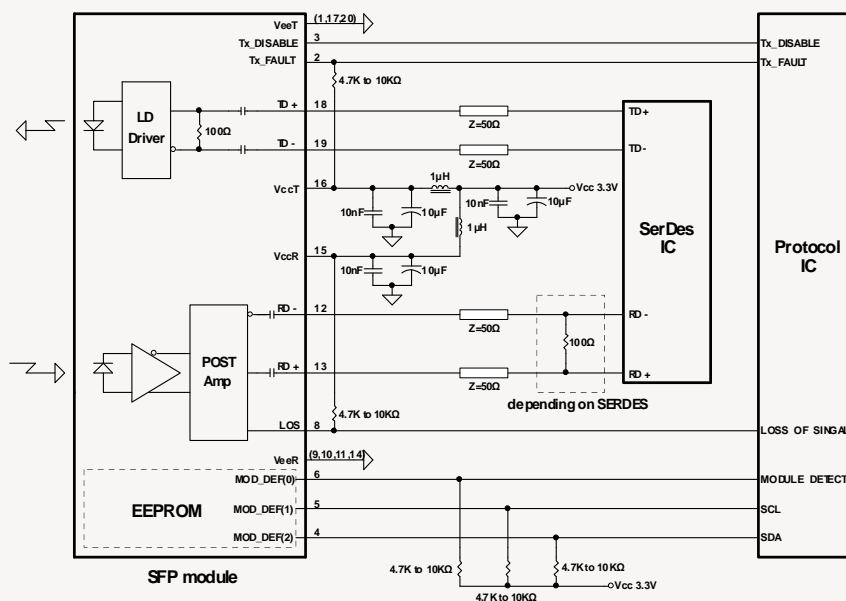 VeeT (1,17,20)
Tx_DISABLE 3 Tx_DISABLE
Tx_FAULT 2 Tx_FAULT
4.7K to 10KΩ
LD
Driver
100Ω
TD+ 18 TD+
Z=50Ω
TD- 19 TD-
Z=50Ω
1μH
VccT 16 Vcc 3.3V
10nF 10μF 10nF 10μF
1μH
SerDes
IC
Protocol
IC
VccR 15
10nF 10μF
RD- 12 RD-
Z=50Ω
100Ω
POST
Amp
RD+ 13 RD+
Z=50Ω
depending on SERDES
4.7K to 10KΩ
LOS 8 LOSS OF SINGAL
VeeR (9,10,11,14)
MOD_DEF(0) 6 MODULE DETECT
EEPROM
MOD_DEF(1) 5 SCL
MOD_DEF(2) 4 SDA
4.7K to 10KΩ 4.7K to 10KΩ
SFP module
Vcc 3.3V
4.7K to 10KΩ